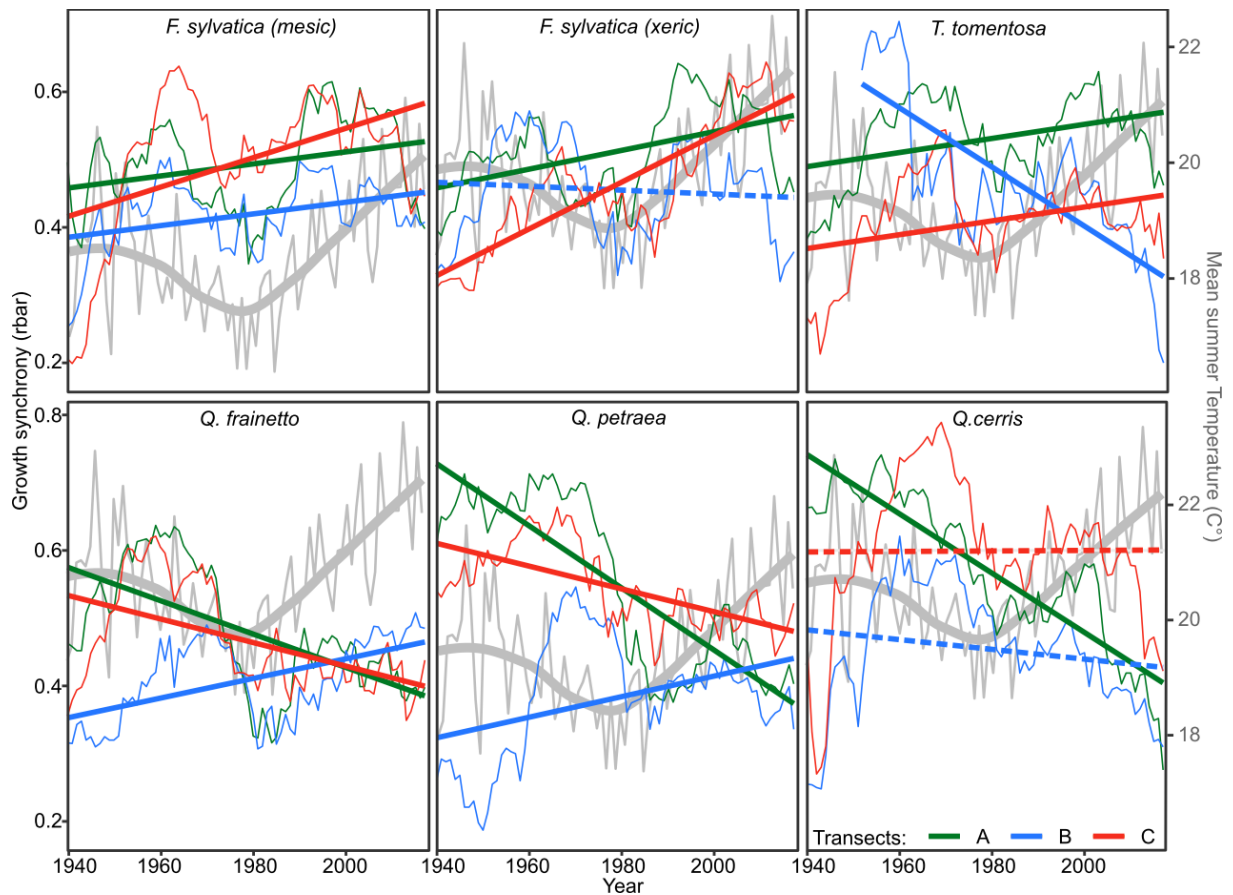 F. sylvatica (mesic)
F. sylvatica (xeric)
T. tomentosa
22
0.6
20
0.4
18
0.2
Growth synchrony (rbar)
Mean summer Temperature (C°)
Q. frainetto
Q. petraea
Q.cerris
0.8
22
0.6
20
0.4
18
0.2
Transects: A B C
1940 1960 1980 2000 1940 1960 1980 2000 1940 1960 1980 2000
Year